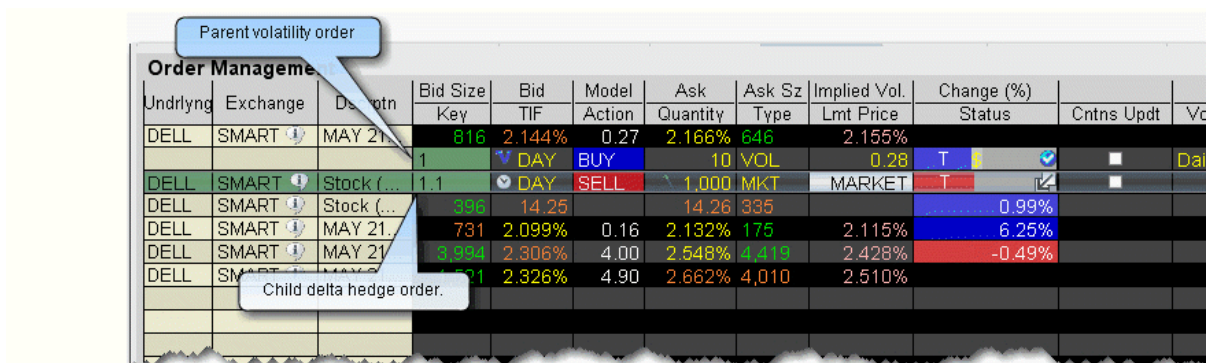 Parent volatility order
Order Manageme
Undrlyng Exchange Bid Size Bid Model Ask Ask Sz Implied Vol. Change (%)
Key TIF Action Quantity Type Lmt Price Status Cntns Updt
DELL SMART MAY 21... 816 2.144% 0.27 2.166% 646 2.155%
1 DAY BUY 10 VOL 0.28 T $ Dai
DELL SMART Stock (... 1.1 DAY SELL 1,000 MKT MARKET T
DELL SMART Stock (... 396 14.25 14.26 335 0.99%
DELL SMART MAY 21... 731 2.099% 0.16 2.132% 175 2.115% 6.25%
DELL SMART MAY 21 3,994 2.306% 4.00 2.548% 4,419 2.428% -0.49%
DELL 2.326% 4.90 2.662% 4,010 2.510%
Child delta hedge order.